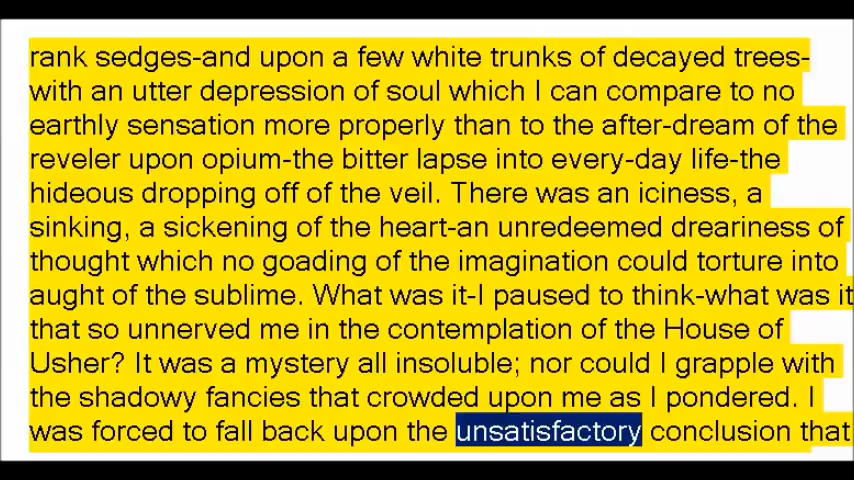 rank sedges-and upon a few white trunks of decayed trees-
with an utter depression of soul which I can compare to no
earthly sensation more properly than to the after-dream of the
reveler upon opium-the bitter lapse into every-day life-the
hideous dropping off of the veil. There was an iciness, a
sinking, a sickening of the heart-an unredeemed dreariness of
thought which no goading of the imagination could torture into
aught of the sublime. What was it-I paused to think-what was it
that so unnerved me in the contemplation of the House of
Usher? It was a mystery all insoluble; nor could I grapple with
the shadowy fancies that crowded upon me as I pondered. I
was forced to fall back upon the unsatisfactory conclusion that